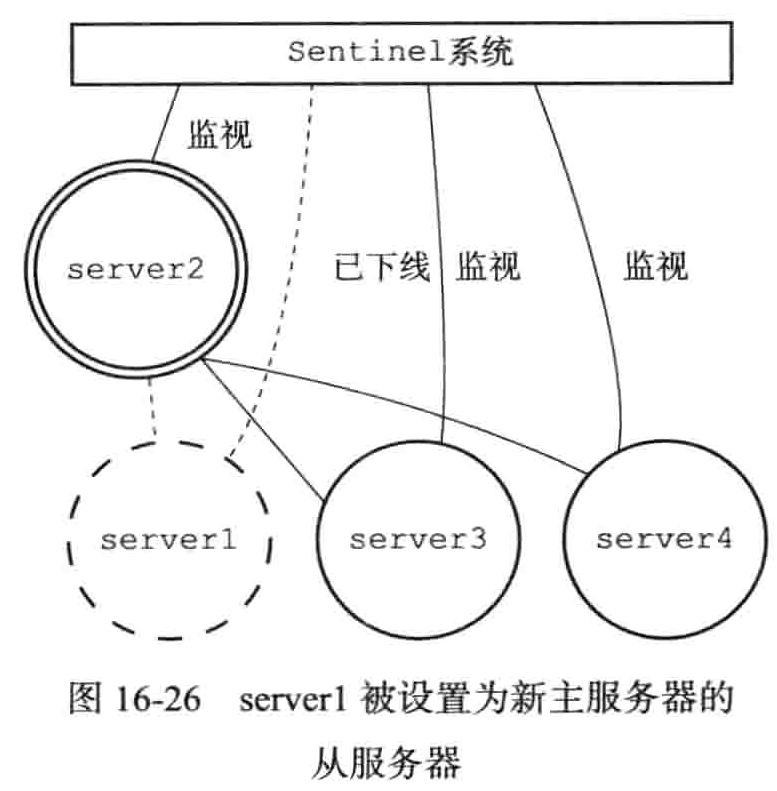 Sentinel系统
监视
server2
已下线 监视
监视
server1
server3
server4
图 16-26 server1 被设置为新主服务器的
从服务器